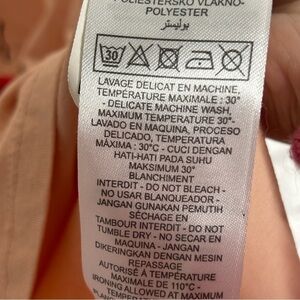 POLIESTERSKO VLAKNO-
POLYESTER
بوليستر
30
LAVAGE DELICAT EN MACHINE,
TEMPÉRATURE MAXIMALE : 30°
- DELICATE MACHINE WASH,
MAXIMUM TEMPERATURE 30°-
LAVADO EN MAQUINA, PROCESO
DELICADO, TEMPERATURA
MÁXIMA : 30°C - CUCI DENGAN
HATI-HATI PADA SUHU
MAKSIMUM 30°
BLANCHIMENT
INTERDIT - DO NOT BLEACH -
NO USAR BLANQUEADOR -
JANGAN GUNAKAN PEMUTIH
SÉCHAGE EN
TAMBOUR INTERDIT - DO NOT
TUMBLE DRY - NO SECAR EN
MAQUINA - JANGAN
DIKERINGKAN DENGAN MESIN
REPASSAGE
AUTORISÉ À TEMPÉRATURE
MAXIMALE DE 110°C -
IRONING ALLOWED AT MAXIMUM